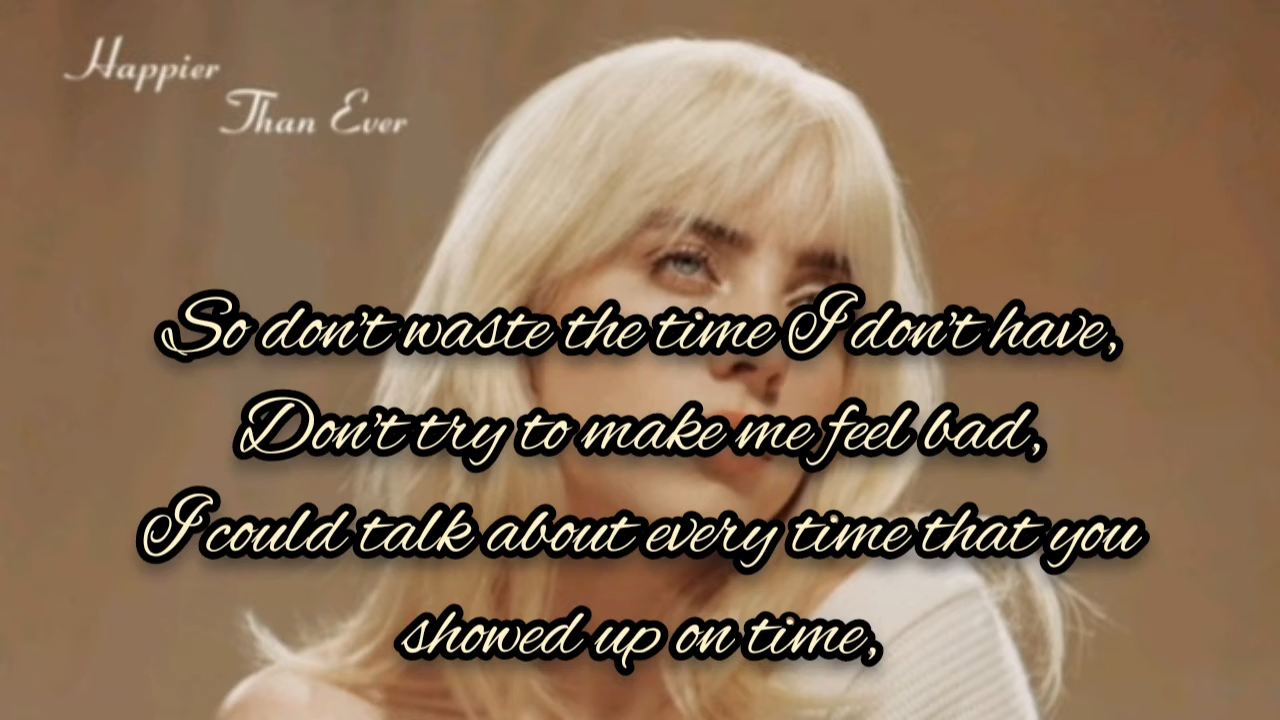 Happier
Than Ever
So don't waste the time I don't have,
Don't try to make me feel bad,
I could talk about every time that you
showed up on time,